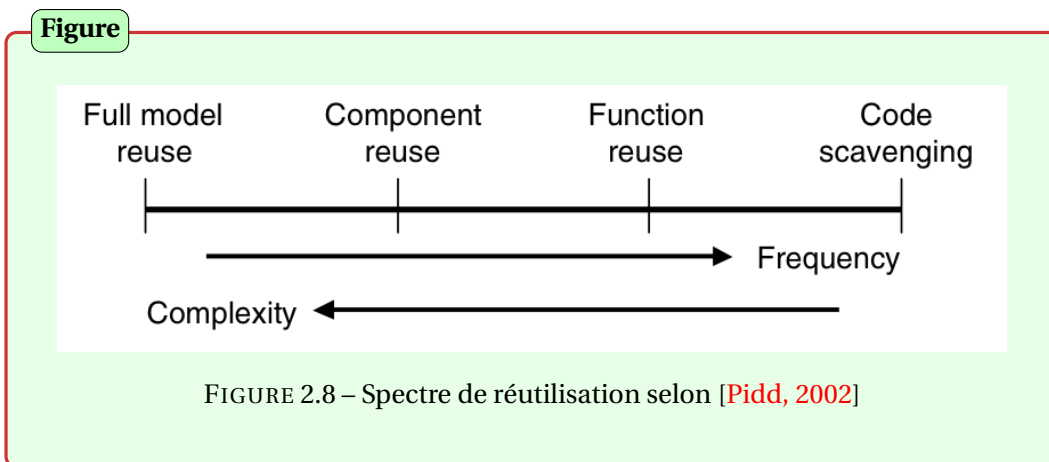 Figure
Full model
reuse
Component
reuse
Function
reuse
Code
scavenging
Frequency
Complexity
FIGURE 2.8 – Spectre de réutilisation selon [Pidd, 2002]